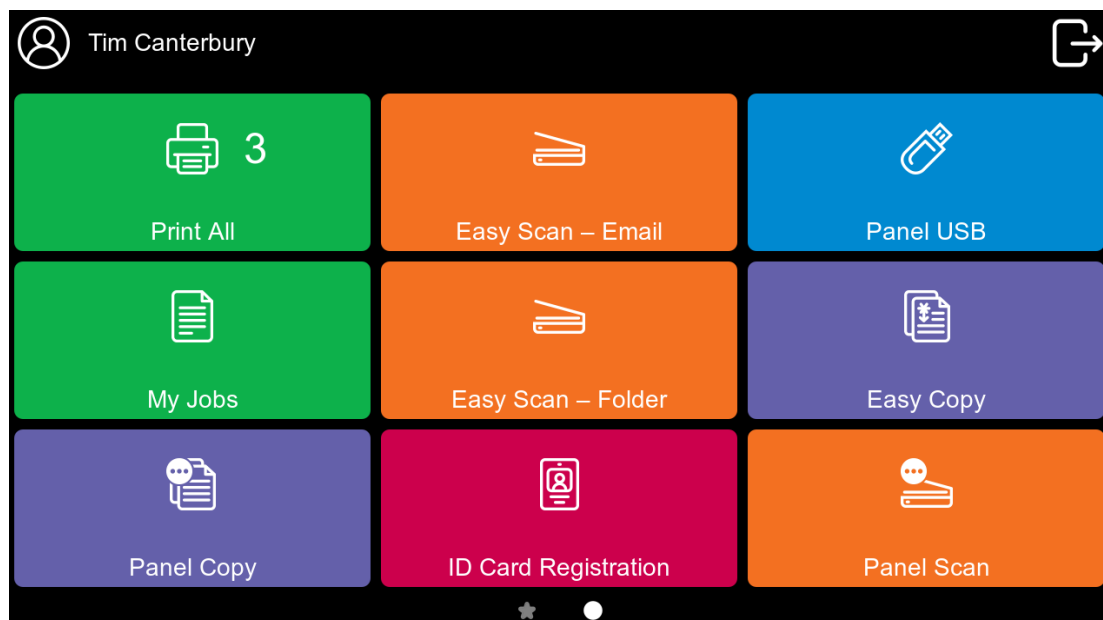 Tim Canterbury
3
Print All
Easy Scan – Email
Panel USB
My Jobs
Easy Scan – Folder
Easy Copy
Panel Copy
ID Card Registration
Panel Scan